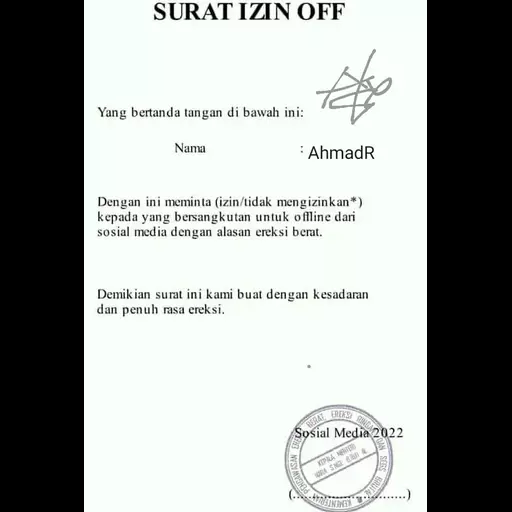 SURAT IZIN OFF
Yang bertanda tangan di bawah ini:
Nama : AhmadR
Dengan ini meminta (izin/tidak mengizinkan*)
kepada yang bersangkutan untuk offline dari
sosial media dengan alasan ereksi berat.
Demikian surat ini kami buat dengan kesadaran
dan penuh rasa ereksi.
Sosial Media 2022
(..............................)